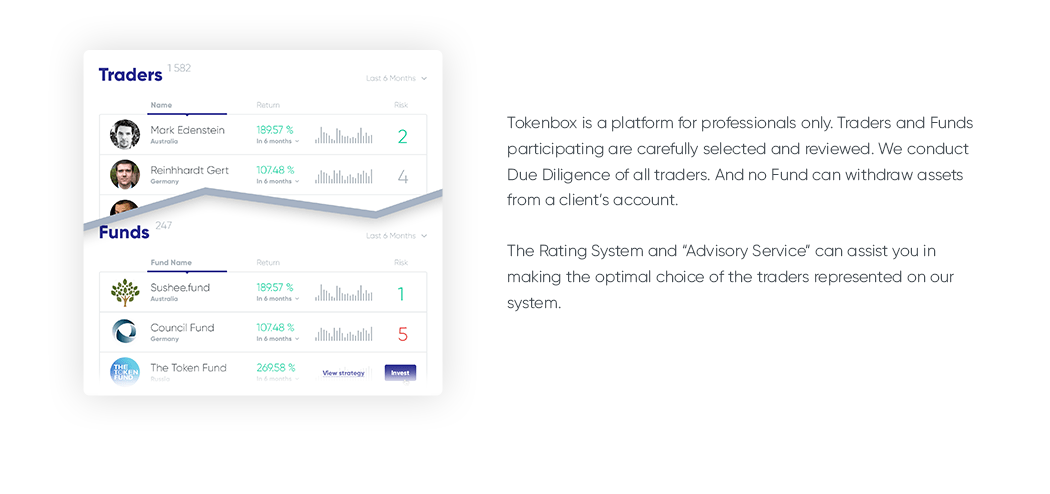 Traders 1 582
Last 6 Months
Name Return Risk
Mark Edenstein 189.57 % 2
Australia In 6 months
Reinhhardt Gert 107.48 % 4
Germany In 6 months
Funds 247
Last 6 Months
Fund Name Return Risk
Sushee.fund 189.57 % 1
Australia In 6 months
Council Fund 107.48 % 5
Germany In 6 months
THE TOKEN FUND
The Token Fund 269.58 % View strategy Invest
Russia In 6 months
Tokenbox is a platform for professionals only. Traders and Funds
participating are carefully selected and reviewed. We conduct
Due Diligence of all traders. And no Fund can withdraw assets
from a client's account.
The Rating System and “Advisory Service” can assist you in
making the optimal choice of the traders represented on our
system.